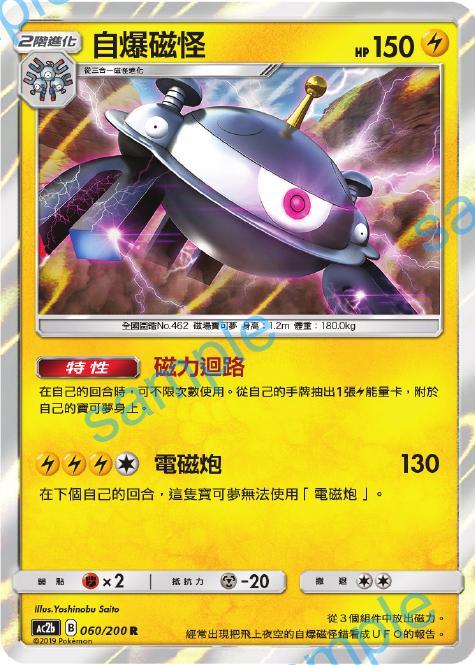 2階進化
自爆磁怪
HP 150
從三合一磁怪進化
全國圖鑑No.462 磁場寶可夢 身高:1.2m 體重:180.0kg
特性 磁力迴路
在自己的回合時,可不限次數使用。從自己的手牌抽出1張能量卡,附於
自己的寶可夢身上。
電磁炮 130
在下個自己的回合,這隻寶可夢無法使用「電磁炮」。
弱點 ×2 抵抗力 -20 撤退
Illus.Yoshinobu Saito
AC2b B 060/200 R
©2019 Pokémon
從3個組件中放出磁力。
經常出現把飛上夜空的自爆磁怪錯看成UFO的報告。
sample
sample
sample
sa